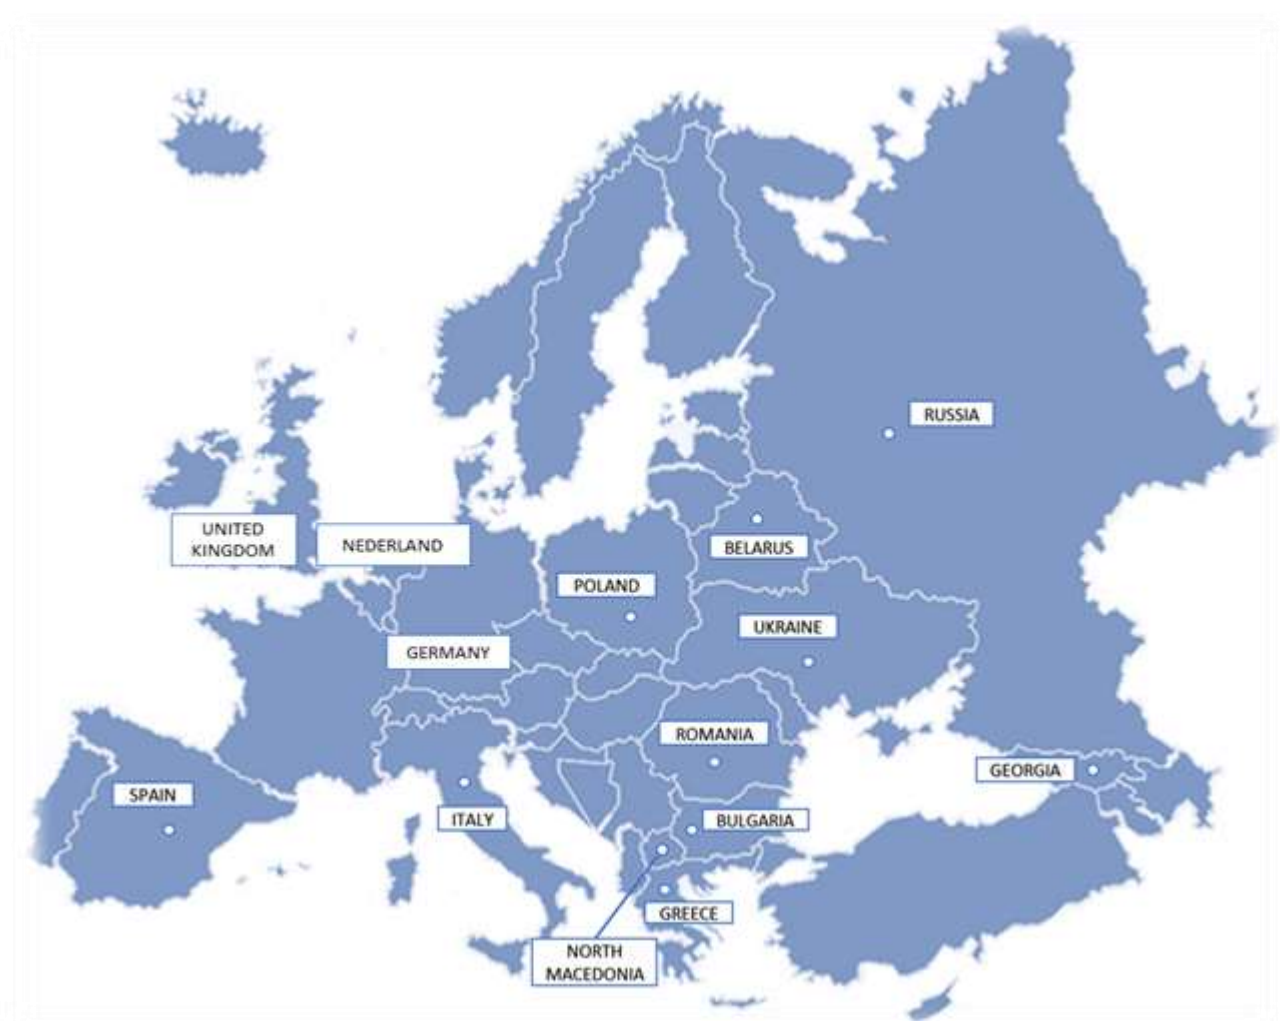 RUSSIA
UNITED
KINGDOM
NEDERLAND
BELARUS
POLAND
UKRAINE
GERMANY
ROMANIA
GEORGIA
SPAIN
ITALY
BULGARIA
GREECE
NORTH
MACEDONIA